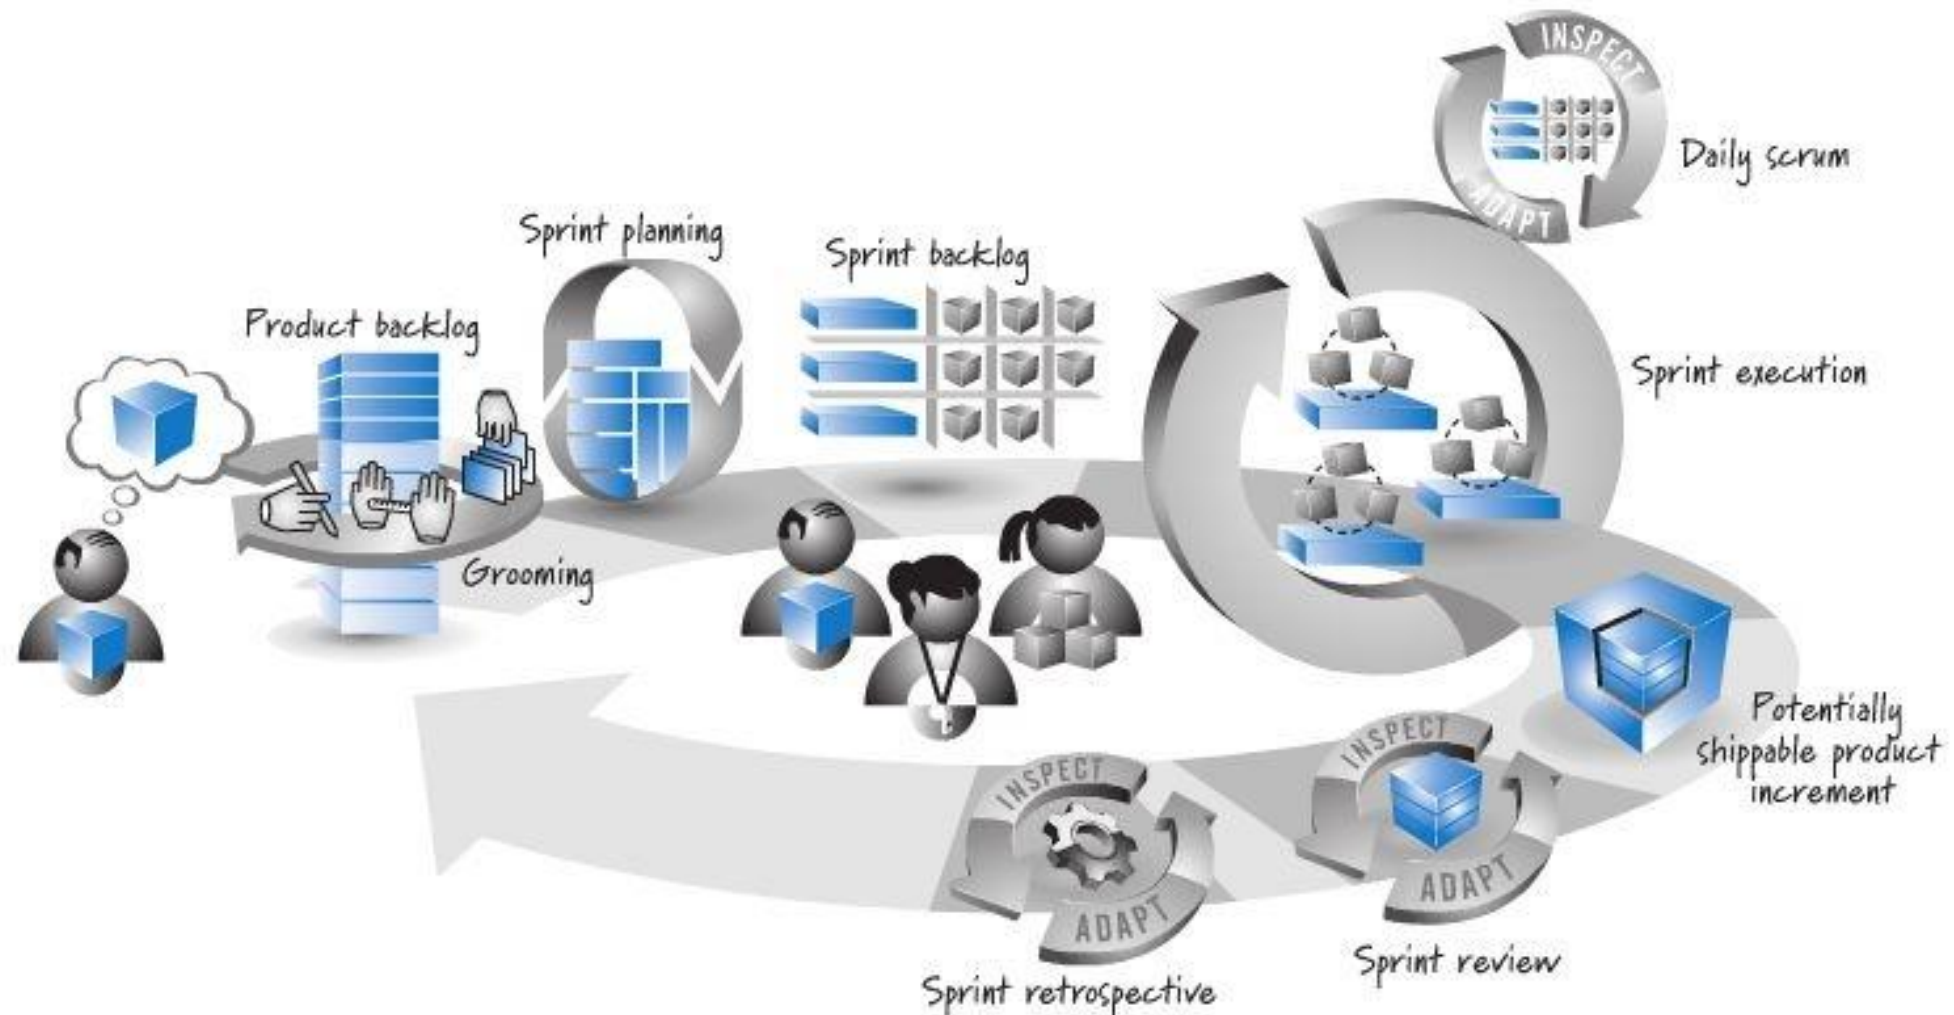 INSPECT
ADAPT
Daily scrum
Sprint planning
Sprint backlog
Product backlog
Sprint execution
Grooming
Potentially
shippable product
increment
INSPECT
ADAPT
Sprint review
INSPECT
ADAPT
Sprint retrospective